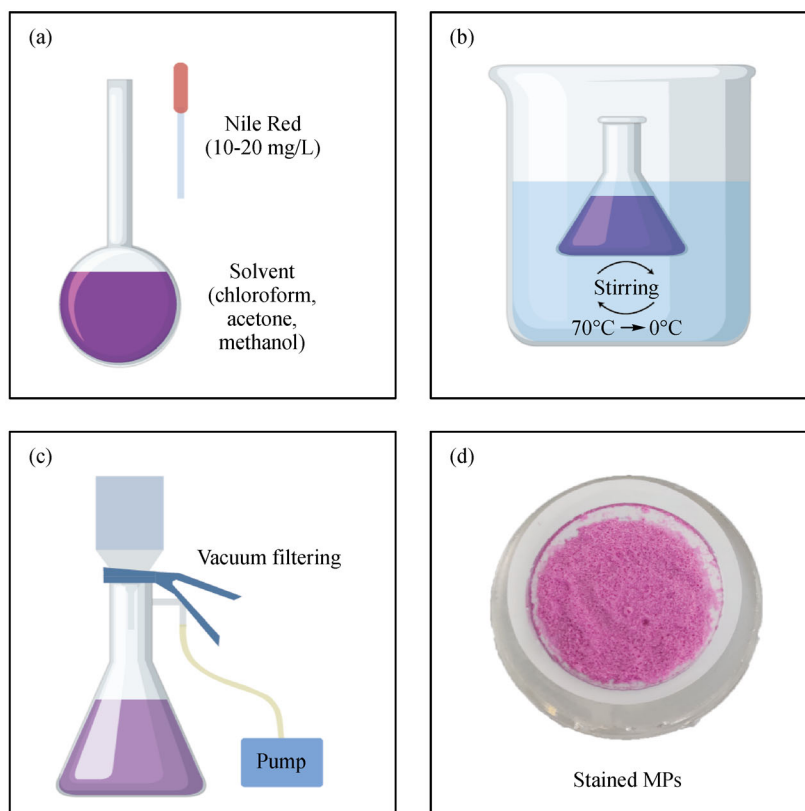 (a)
Nile Red
(10-20 mg/L)
Solvent
(chloroform,
acetone,
methanol)
(b)
Stirring
70°C → 0°C
(c)
Vacuum filtering
Pump
(d)
Stained MPs